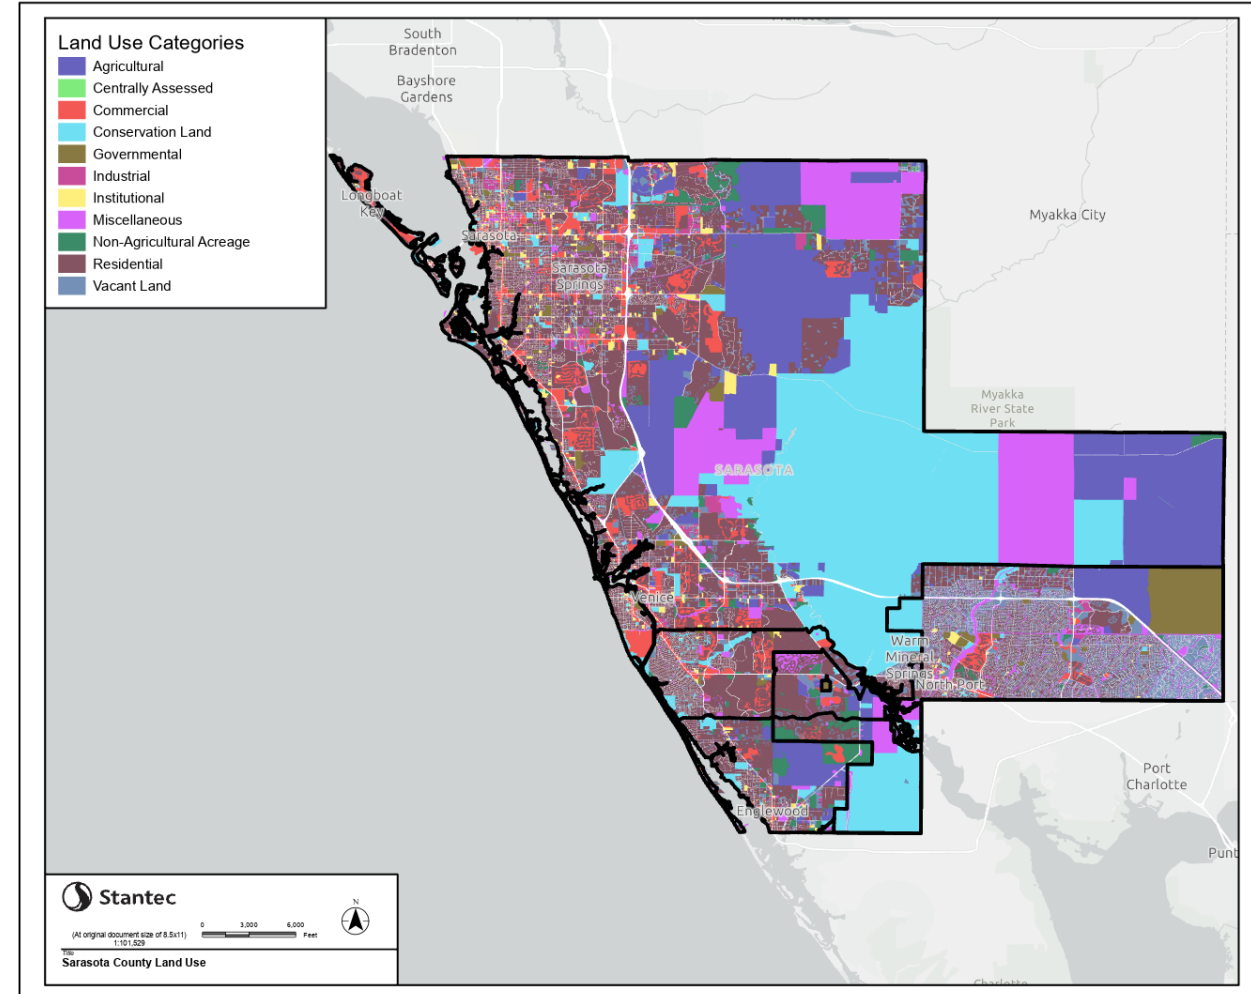 Land Use Categories
Agricultural
Centrally Assessed
Commercial
Conservation Land
Governmental
Industrial
Institutional
Miscellaneous
Non-Agricultural Acreage
Residential
Vacant Land
South
Bradenton
Bayshore
Gardens
Longboat
Key
Sarasota
Sarasota
Springs
Myakka City
Myakka
River State
Park
SARASOTA
Venice
Warm
Mineral
Springs
North Port
Englewood
Port
Charlotte
Punt
Charlotte
Stantec
N
0 3,000 6,000
Feet
(At original document size of 8.5x11)
1:101,529
Title
Sarasota County Land Use